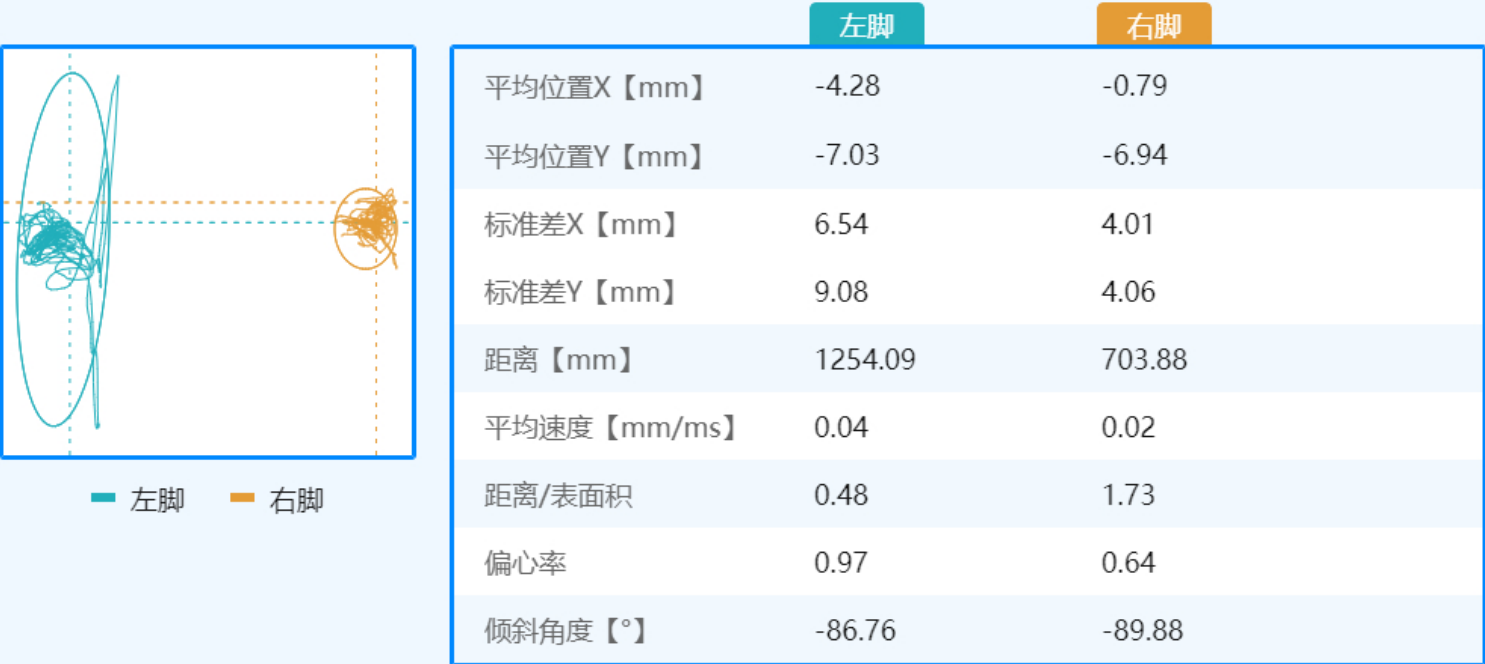 左脚 右脚
平均位置X【mm】 -4.28 -0.79
平均位置Y【mm】 -7.03 -6.94
标准差X【mm】 6.54 4.01
标准差Y【mm】 9.08 4.06
距离【mm】 1254.09 703.88
平均速度【mm/ms】 0.04 0.02
距离/表面积 0.48 1.73
偏心率 0.97 0.64
倾斜角度【°】 -86.76 -89.88
左脚 右脚